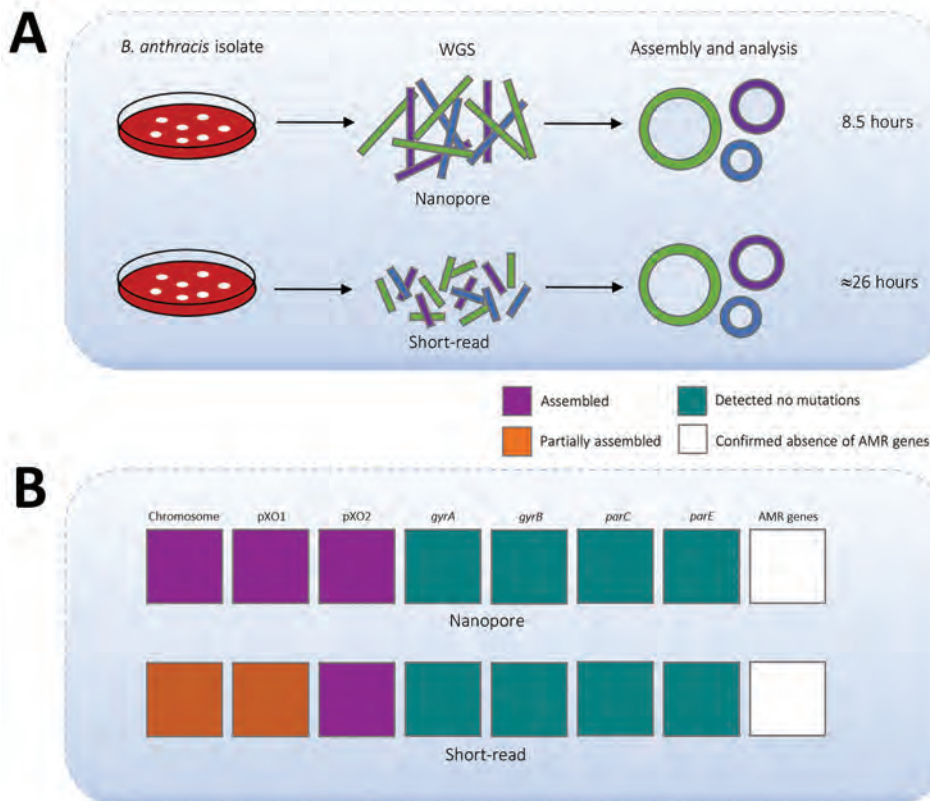 A
B. anthracis isolate
WGS
Assembly and analysis
8.5 hours
Nanopore
≈26 hours
Short-read
Assembled
Detected no mutations
Partially assembled
Confirmed absence of AMR genes
B
Chromosome
pXO1
pXO2
gyrA
gyrB
parC
parE
AMR genes
Nanopore
Short-read